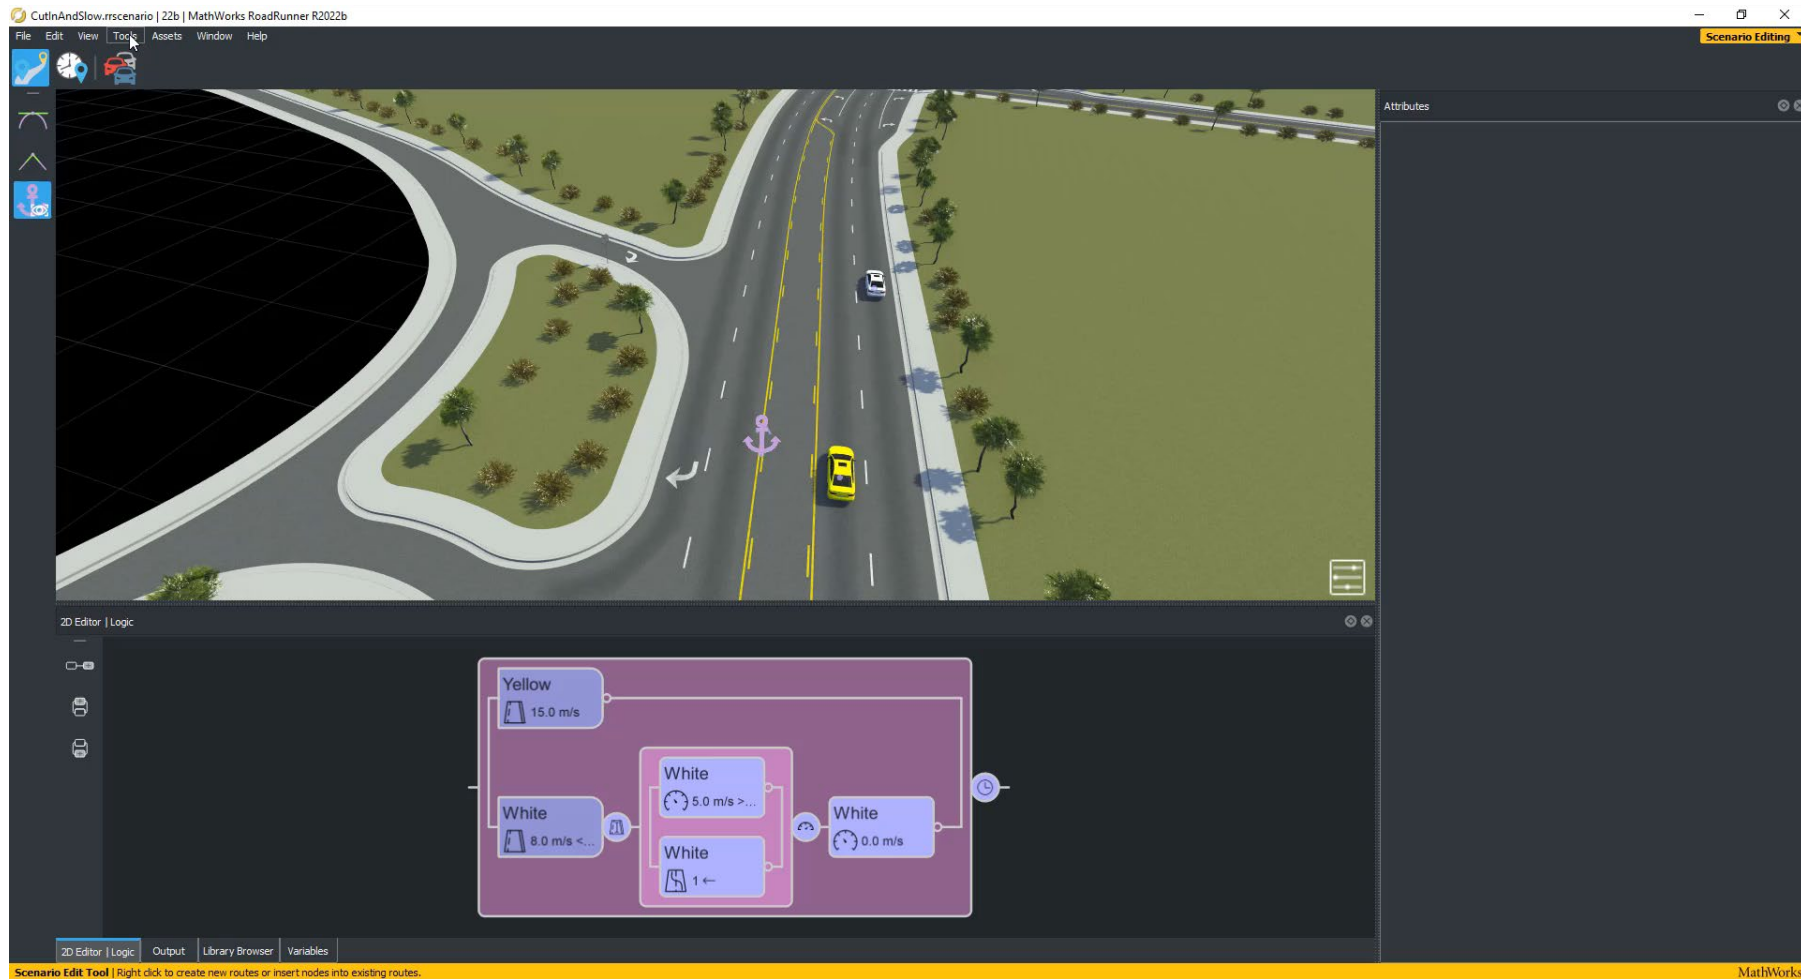 CutInAndSlow.rrscenario | 22b | MathWorks RoadRunner R2022b
File Edit View Tools Assets Window Help
Scenario Editing
Attributes
2D Editor | Logic
Yellow
15.0 m/s
White
5.0 m/s >...
White
8.0 m/s <...
White
0.0 m/s
White
1 ←
2D Editor | Logic Output Library Browser Variables
Scenario Edit Tool | Right click to create new routes or insert nodes into existing routes.
MathWorks